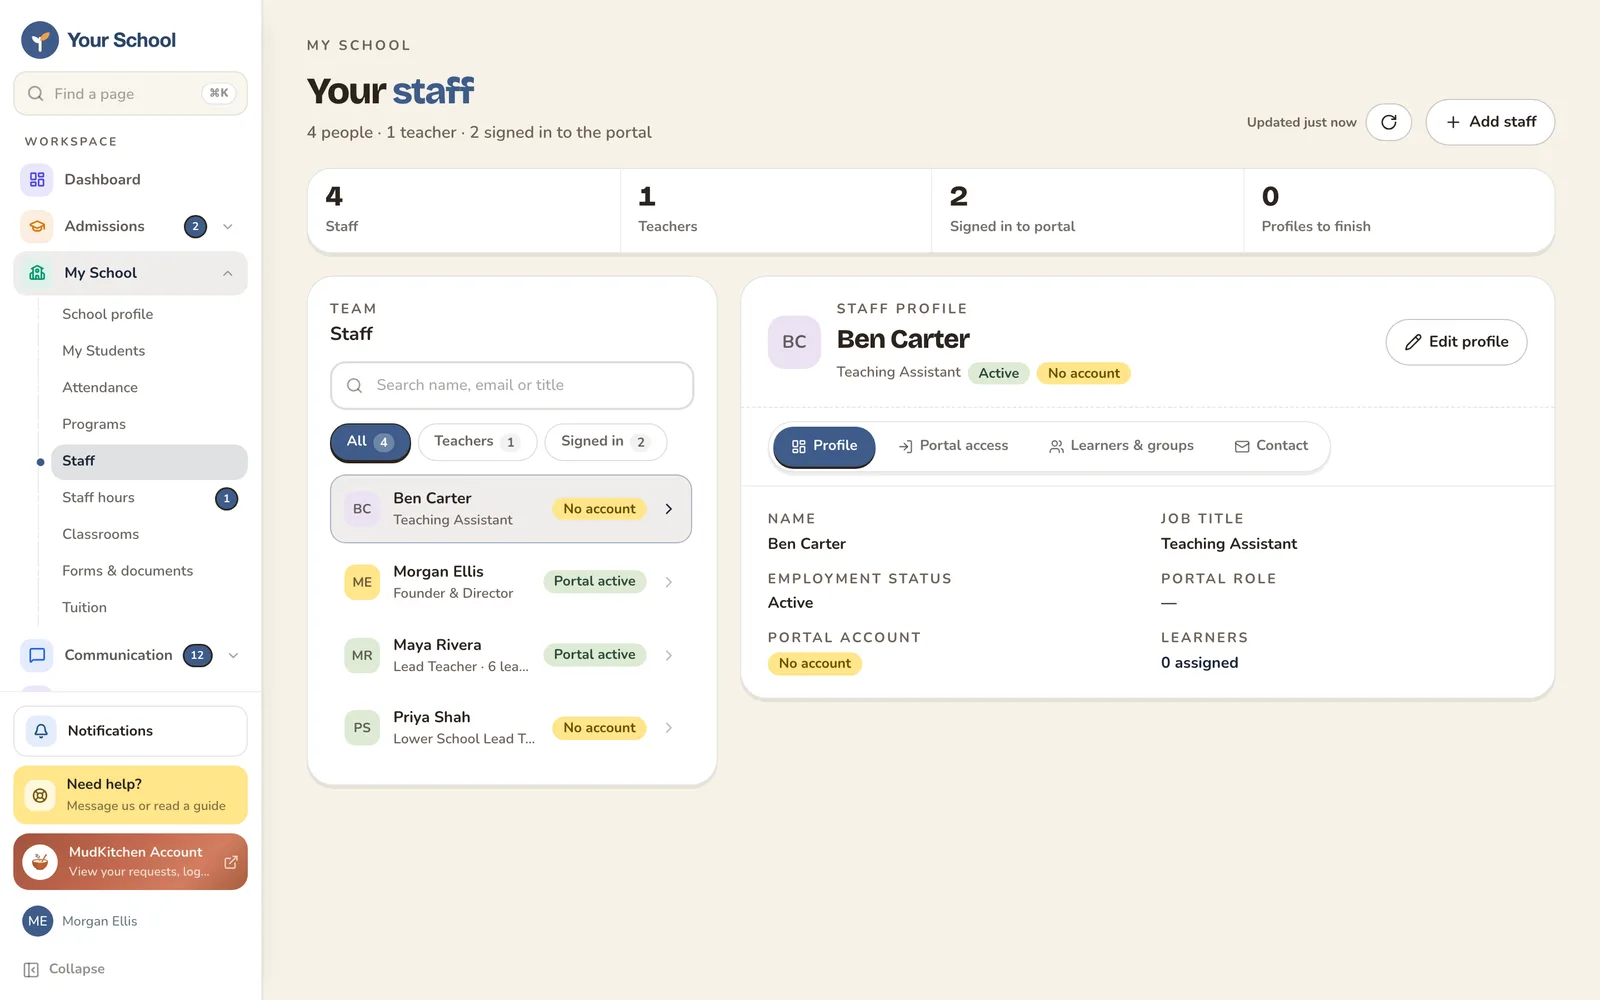 Your School
Find a page
⌘K
WORKSPACE
Dashboard
Admissions
2
My School
School profile
My Students
Attendance
Programs
Staff
Staff hours
1
Classrooms
Forms & documents
Tuition
Communication
12
Notifications
Need help?
Message us or read a guide
MudKitchen Account
View your requests, log...
ME
Morgan Ellis
Collapse
MY SCHOOL
Your staff
4 people · 1 teacher · 2 signed in to the portal
Updated just now
Add staff
4
Staff
1
Teachers
2
Signed in to portal
0
Profiles to finish
TEAM
Staff
Search name, email or title
All 4
Teachers 1
Signed in 2
BC
Ben Carter
Teaching Assistant
No account
ME
Morgan Ellis
Founder & Director
Portal active
MR
Maya Rivera
Lead Teacher · 6 lea...
Portal active
PS
Priya Shah
Lower School Lead T...
No account
BC
STAFF PROFILE
Ben Carter
Teaching Assistant
Active
No account
Edit profile
Profile
Portal access
Learners & groups
Contact
NAME
Ben Carter
JOB TITLE
Teaching Assistant
EMPLOYMENT STATUS
Active
PORTAL ROLE
—
PORTAL ACCOUNT
No account
LEARNERS
0 assigned